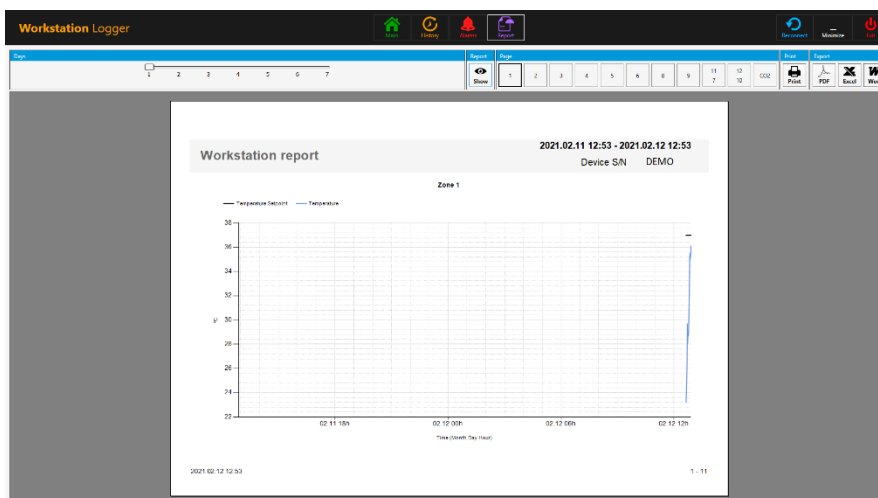 Workstation Logger
Main History Alarm Report Reconnect Minimize Exit
Days Report Page Print Export
1 2 3 4 5 6 7
Show 1 2 3 4 5 6 8 9 11 7 12 10 CO2 Print PDF Excel Word
Workstation report
2021.02.11 12:53 - 2021.02.12 12:53
Device S/N DEMO
Zone 1
Temperature Setpoint Temperature
38
36
34
32
°C
30
28
26
24
22
02.11 18h 02.12 00h 02.12 06h 02.12 12h
Time (Month.Day Hour)
2021.02.12 12:53
1 - 11